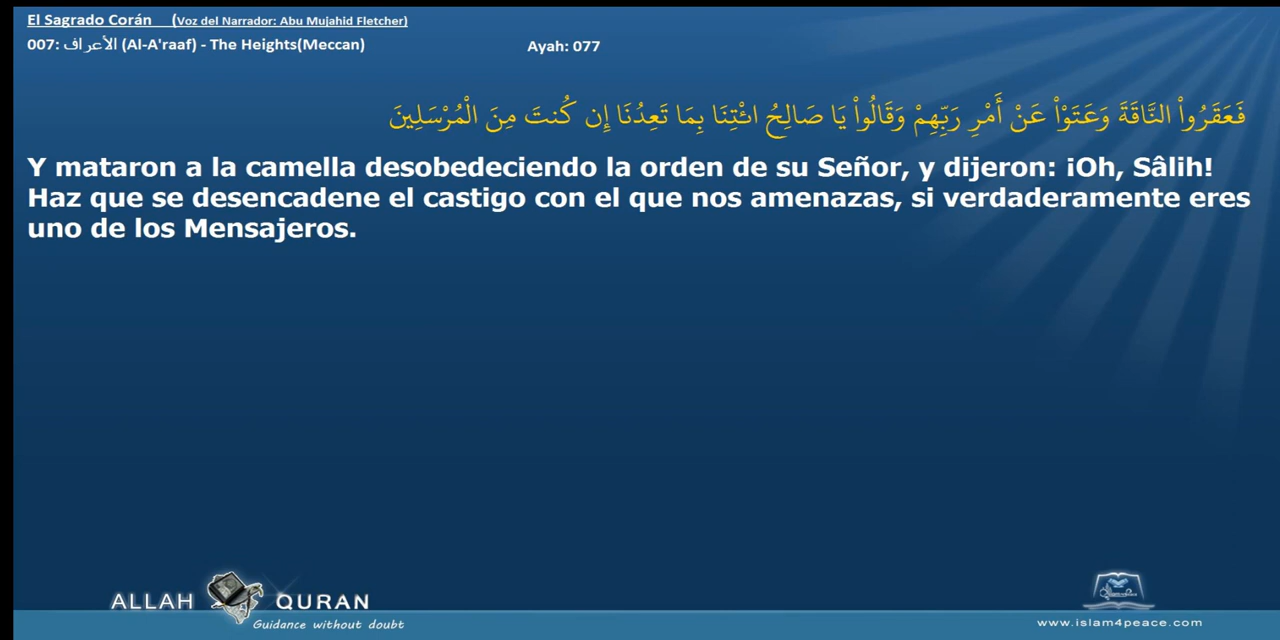 El Sagrado Corán (Voz del Narrador: Abu Mujahid Fletcher)
007: الأعراف (Al-A'raaf) - The Heights(Meccan) Ayah: 077
فَعَقَرُواْ النَّاقَةَ وَعَتَوْاْ عَنْ أَمْرِ رَبِّهِمْ وَقَالُواْ يَا صَالِحُ ائْتِنَا بِمَا تَعِدُنَا إِن كُنتَ مِنَ الْمُرْسَلِينَ
Y mataron a la camella desobedeciendo la orden de su Señor, y dijeron: ¡Oh, Sâlih!
Haz que se desencadene el castigo con el que nos amenazas, si verdaderamente eres
uno de los Mensajeros.
ALLAH QURAN
Guidance without doubt
www.islam4peace.com